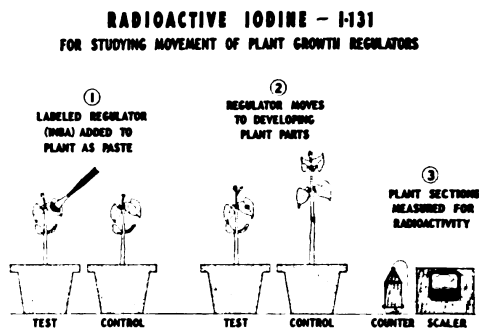 RADIOACTIVE IODINE - I-131
FOR STUDYING MOVEMENT OF PLANT GROWTH REGULATORS
1
LABELED REGULATOR
(INBA) ADDED TO
PLANT AS PASTE
2
REGULATOR MOVES
TO DEVELOPING
PLANT PARTS
3
PLANT SECTIONS
MEASURED FOR
RADIOACTIVITY
TEST
CONTROL
TEST
CONTROL
COUNTER
SCALER